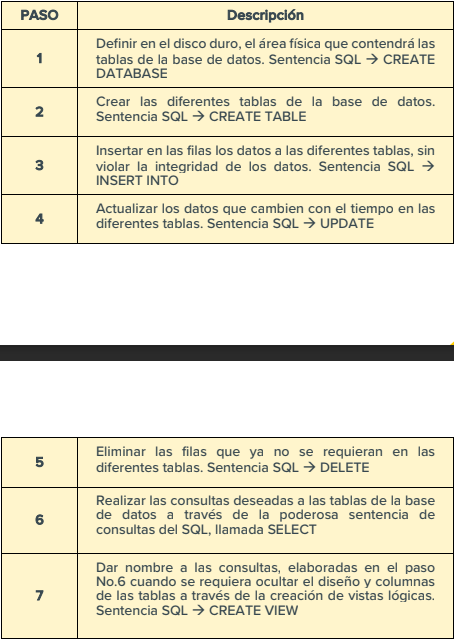 PASO Descripción
1
Definir en el disco duro, el área física que contendrá las
tablas de la base de datos. Sentencia SQL → CREATE
DATABASE
2
Crear las diferentes tablas de la base de datos.
Sentencia SQL → CREATE TABLE
3
Insertar en las filas los datos a las diferentes tablas, sin
violar la integridad de los datos. Sentencia SQL →
INSERT INTO
4
Actualizar los datos que cambien con el tiempo en las
diferentes tablas. Sentencia SQL → UPDATE
5
Eliminar las filas que ya no se requieran en las
diferentes tablas. Sentencia SQL → DELETE
6
Realizar las consultas deseadas a las tablas de la base
de datos a través de la poderosa sentencia de
consultas del SQL, llamada SELECT
7
Dar nombre a las consultas, elaboradas en el paso
No.6 cuando se requiera ocultar el diseño y columnas
de las tablas a través de la creación de vistas lógicas.
Sentencia SQL → CREATE VIEW